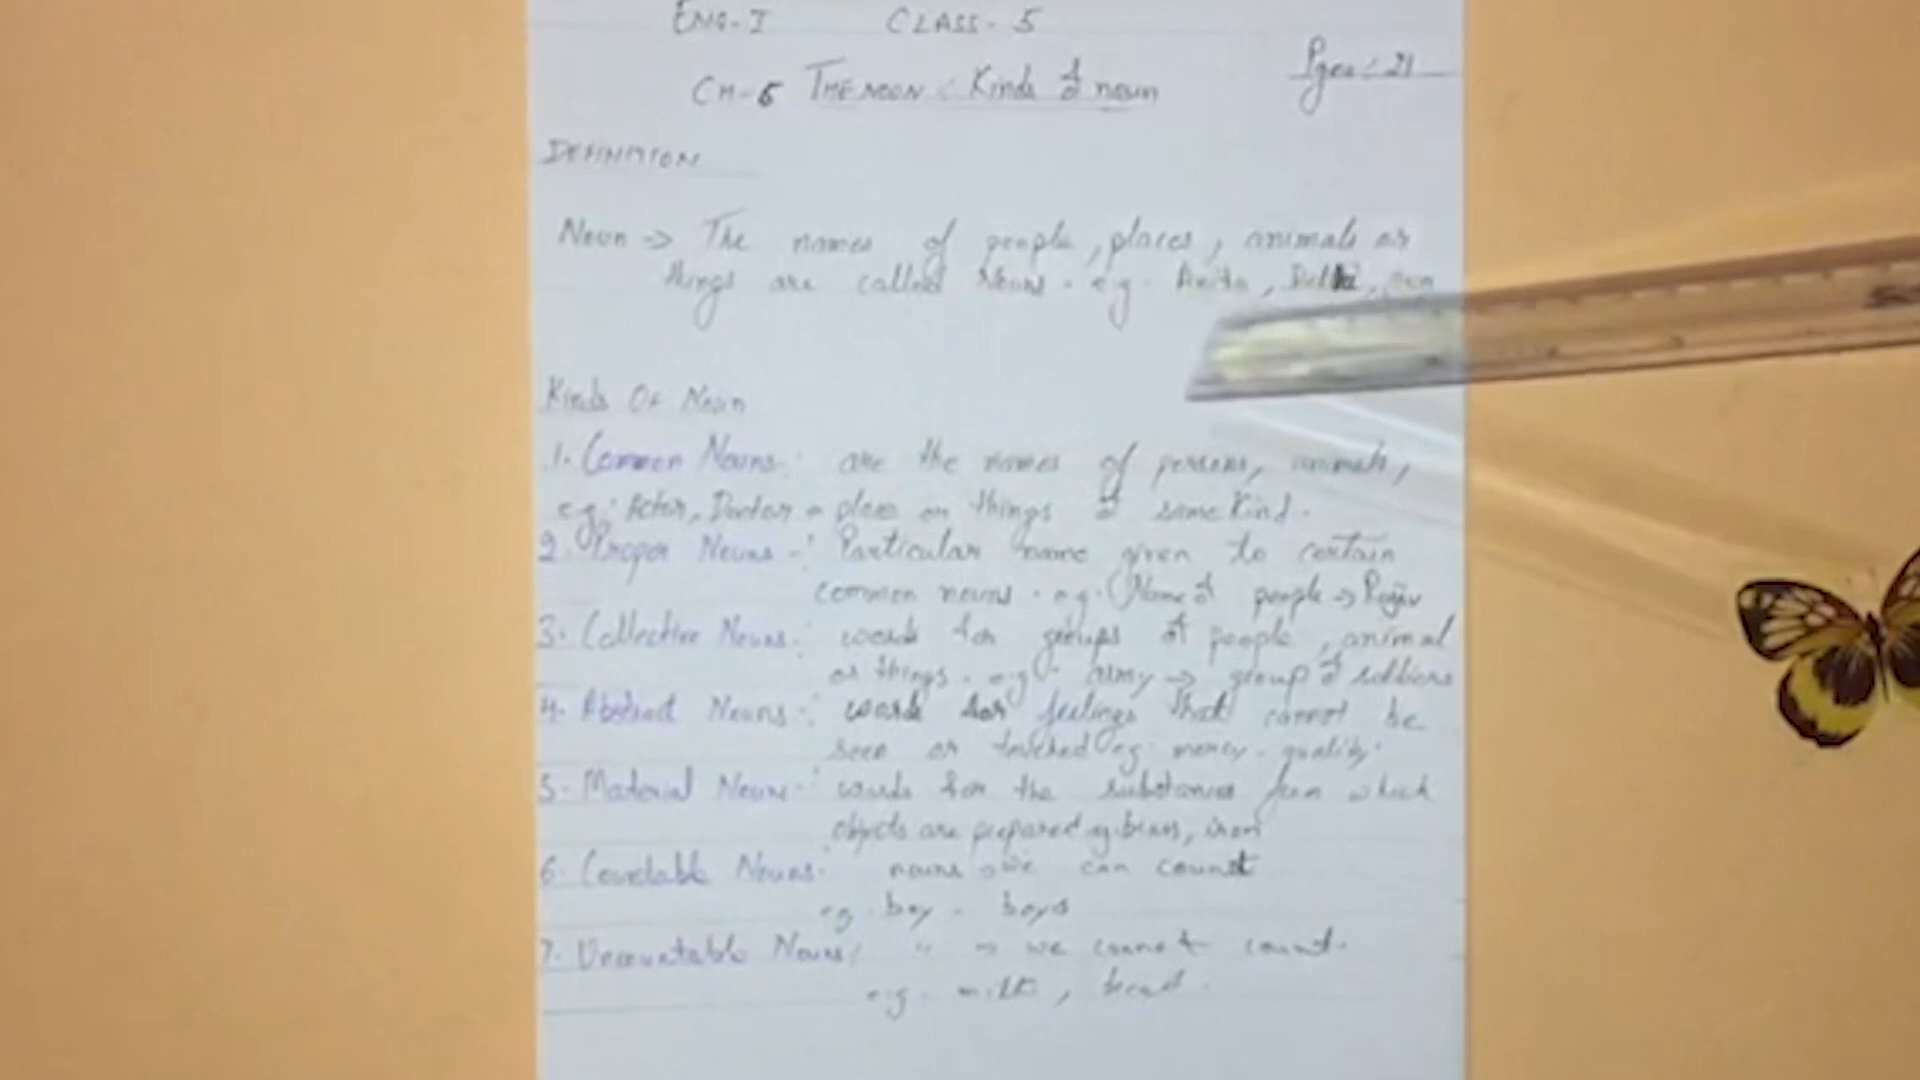 ENG-I CLASS-5
Pgeo: 21
CH-5 THE NOUN: Kinds of noun
DEFINITION
Noun → The names of people, places, animals or
things are called Nouns. e.g. Anita, Delhi,
Kinds Of Noun
1. Common Nouns: are the names of persons, animals,
e.g: Actor, Doctor place or things of same Kind.
2. Proper Nouns -: Particular name given to certain
common nouns. e.g. (Name of people → Rajiv
3. Collective Nouns: words for groups of people, animal
or things. e.g. army → group of soldiers
4. Abstract Nouns -: words for feelings that cannot be
seen or touched eg: mercy. quality.
5. Material Nouns: words for the substances from which
objects are prepared eg. brass, iron
6. Countable Nouns: nouns we can count
eg. boy - boys
7. Uncountable Nouns: " → we cannot count.
e.g. milk, bread.